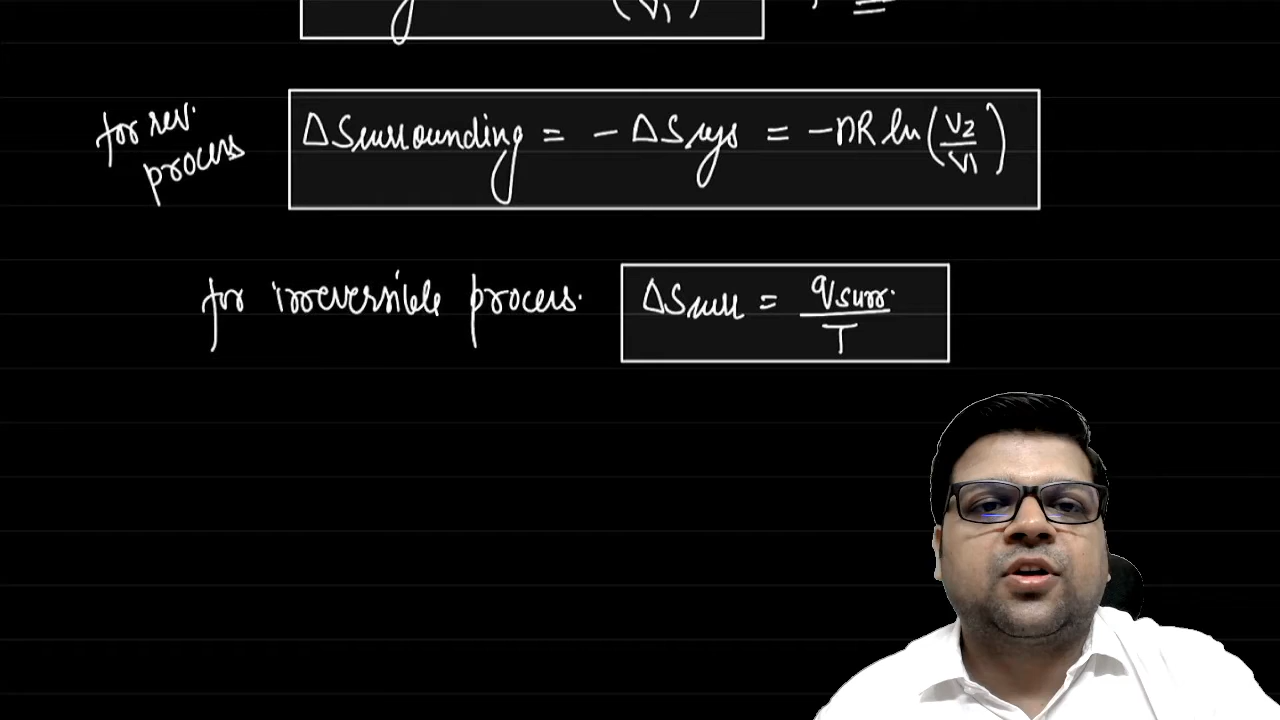 for rev. process
ΔSsurrounding = - ΔSsys = -nR ln(V2/V1)
for irreversible process. ΔSsurr = qsurr./T